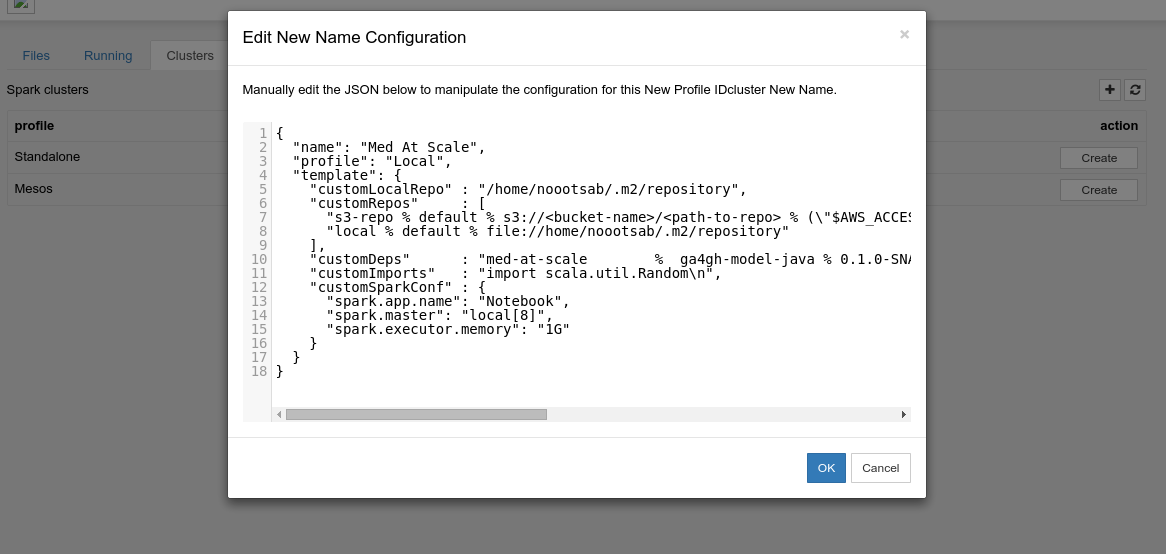 Edit New Name Configuration ×
Files Running Clusters
Manually edit the JSON below to manipulate the configuration for this New Profile IDcluster New Name.
Spark clusters
profile action
Standalone Create
Mesos Create
1 {
2   "name": "Med At Scale",
3   "profile": "Local",
4   "template": {
5     "customLocalRepo" : "/home/noootsab/.m2/repository",
6     "customRepos"     : [
7       "s3-repo % default % s3://<bucket-name>/<path-to-repo> % (\"$AWS_ACCES
8       "local % default % file://home/noootsab/.m2/repository"
9     ],
10     "customDeps"      : "med-at-scale        %  ga4gh-model-java % 0.1.0-SNA
11     "customImports"   : "import scala.util.Random\n",
12     "customSparkConf" : {
13       "spark.app.name": "Notebook",
14       "spark.master": "local[8]",
15       "spark.executor.memory": "1G"
16     }
17   }
18 }
OK Cancel